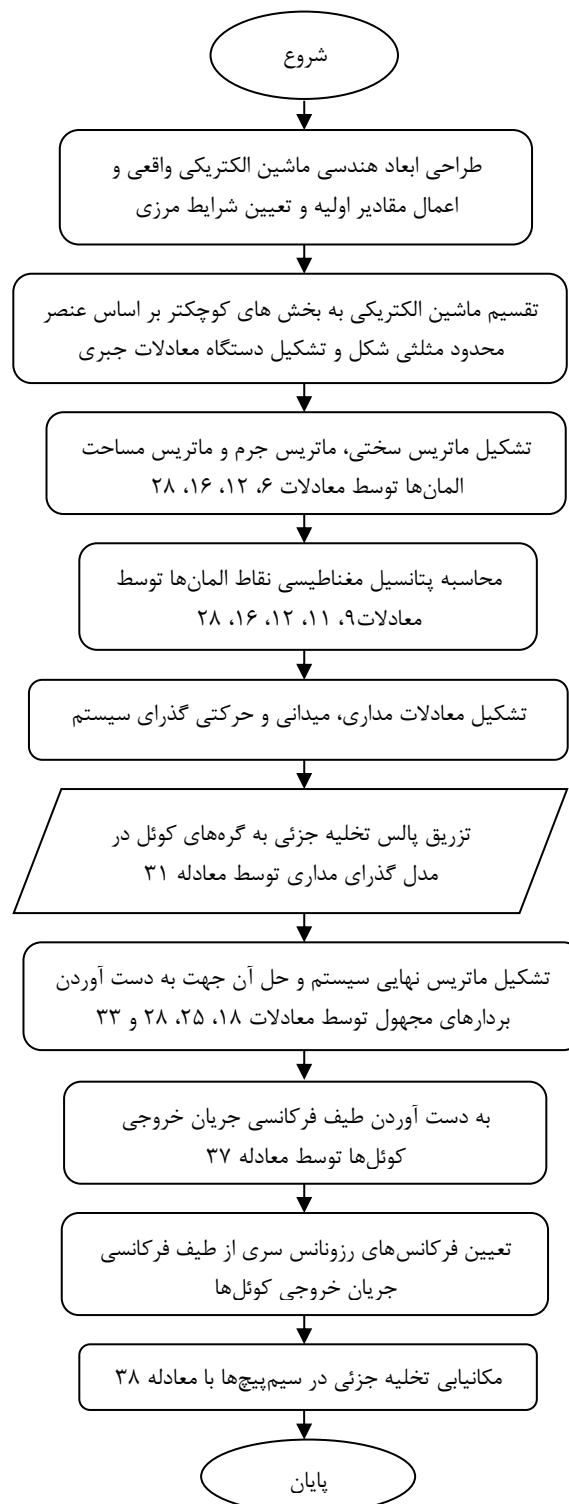 شروع
طراحی ابعاد هندسی ماشین الکتریکی واقعی و
اعمال مقادیر اولیه و تعیین شرایط مرزی
تقسیم ماشین الکتریکی به بخش های کوچکتر بر اساس عنصر
محدود مثلثی شکل و تشکیل دستگاه معادلات جبری
تشکیل ماتریس سختی، ماتریس جرم و ماتریس مساحت
المان‌ها توسط معادلات ۶، ۱۲، ۱۶، ۲۸
محاسبه پتانسیل مغناطیسی نقاط المان‌ها توسط
معادلات۹، ۱۱، ۱۲، ۱۶، ۲۸
تشکیل معادلات مداری، میدانی و حرکتی گذرای سیستم
تزریق پالس تخلیه جزئی به گره‌های کوئل در
مدل گذرای مداری توسط معادله ۳۱
تشکیل ماتریس نهایی سیستم و حل آن جهت به دست آوردن
بردارهای مجهول توسط معادلات ۱۸، ۲۵، ۲۸ و ۳۳
به دست آوردن طیف فرکانسی جریان خروجی
کوئل‌ها توسط معادله ۳۷
تعیین فرکانس‌های رزونانس سری از طیف فرکانسی
جریان خروجی کوئل‌ها
مکانیابی تخلیه جزئی در سیم‌پیچ‌ها با معادله ۳۸
پایان